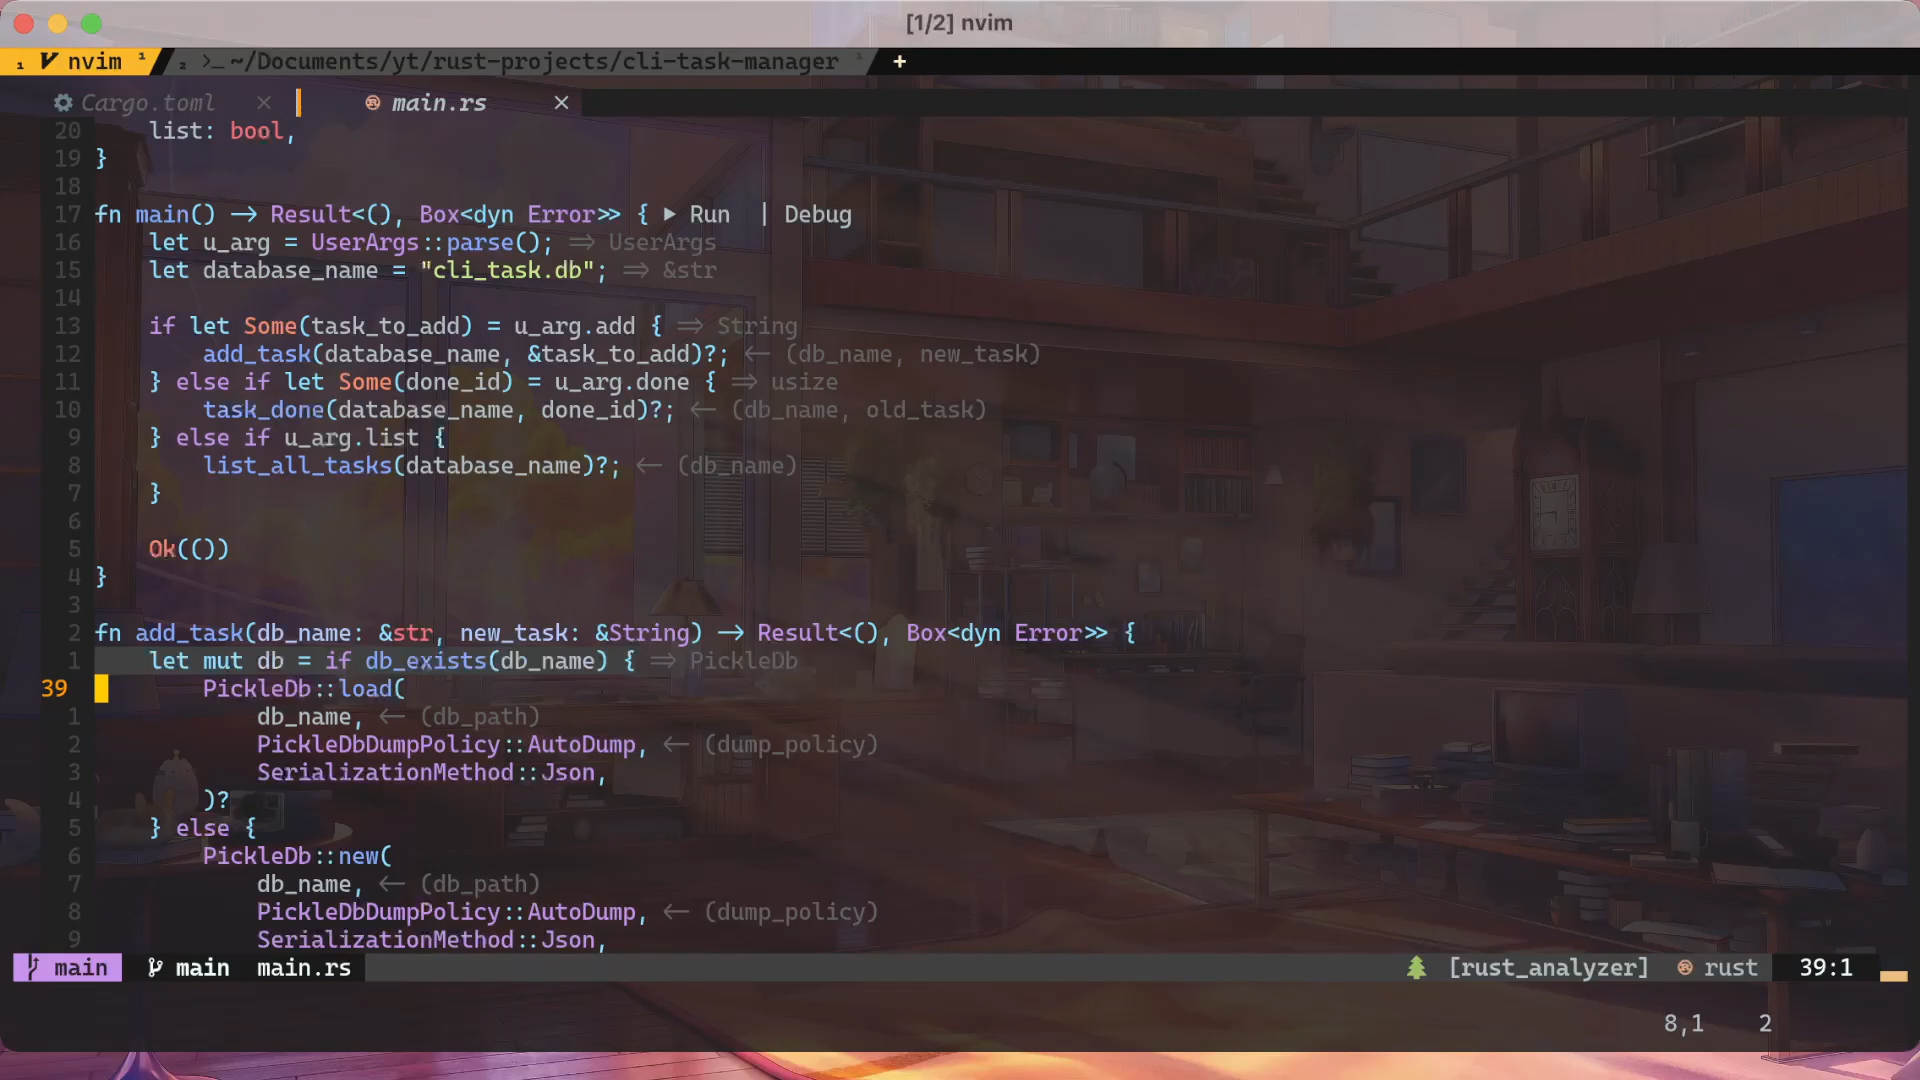 [1/2] nvim
1 nvim 1 2 >_ ~/Documents/yt/rust-projects/cli-task-manager 1 +
Cargo.toml × main.rs ×
20 list: bool,
19 }
18
17 fn main() -> Result<(), Box<dyn Error>> { ▶ Run | Debug
16 let u_arg = UserArgs::parse(); => UserArgs
15 let database_name = "cli_task.db"; => &str
14
13 if let Some(task_to_add) = u_arg.add { => String
12 add_task(database_name, &task_to_add)?; <- (db_name, new_task)
11 } else if let Some(done_id) = u_arg.done { => usize
10 task_done(database_name, done_id)?; <- (db_name, old_task)
9 } else if u_arg.list {
8 list_all_tasks(database_name)?; <- (db_name)
7 }
6
5 Ok(())
4 }
3
2 fn add_task(db_name: &str, new_task: &String) -> Result<(), Box<dyn Error>> {
1 let mut db = if db_exists(db_name) { => PickleDb
39 PickleDb::load(
1 db_name, <- (db_path)
2 PickleDbDumpPolicy::AutoDump, <- (dump_policy)
3 SerializationMethod::Json,
4 )?
5 } else {
6 PickleDb::new(
7 db_name, <- (db_path)
8 PickleDbDumpPolicy::AutoDump, <- (dump_policy)
9 SerializationMethod::Json,
main main main.rs [rust_analyzer] rust 39:1
8,1 2